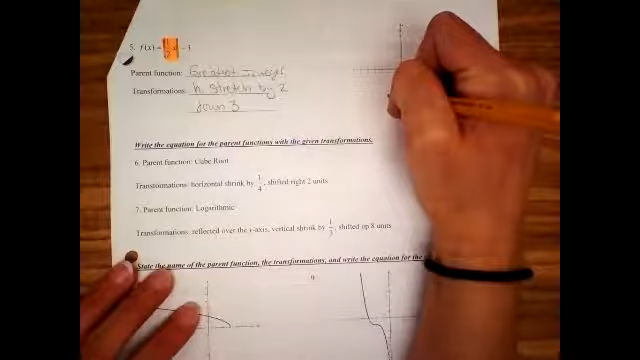 5. f(x) = [[1/2 x]] - 3
Parent function: Greatest Integer
Transformations: h. stretch by 2
down 3
Write the equation for the parent functions with the given transformations.
6. Parent function: Cube Root
Transformations: horizontal shrink by 1/4, shifted right 2 units
7. Parent function: Logarithmic
Transformations: reflected over the x-axis, vertical shrink by 1/3, shifted up 8 units
State the name of the parent function, the transformations, and write the equation for the
9.